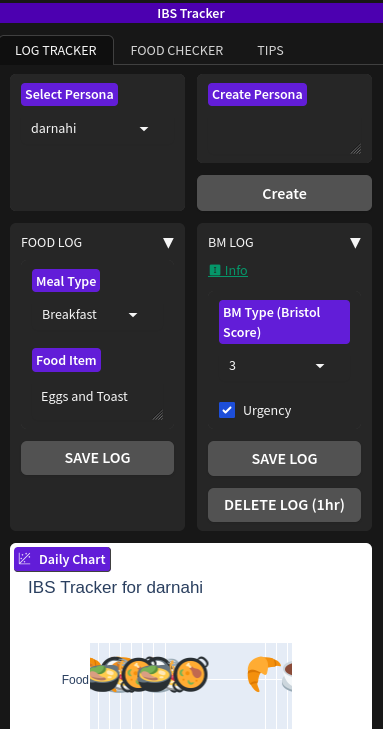 IBS Tracker
LOG TRACKER
FOOD CHECKER
TIPS
Select Persona
darnahi
Create Persona
Create
FOOD LOG
Meal Type
Breakfast
Food Item
Eggs and Toast
SAVE LOG
BM LOG
Info
BM Type (Bristol
Score)
3
Urgency
SAVE LOG
DELETE LOG (1hr)
Daily Chart
IBS Tracker for darnahi
Food